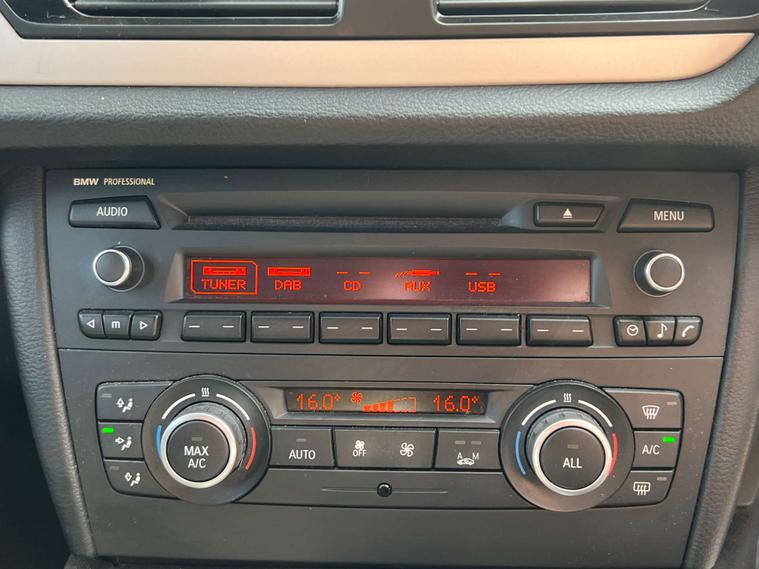 BMW PROFESSIONAL
AUDIO
MENU
TUNER DAB CD AUX USB
m
16.0° 16.0°
MAX A/C
AUTO
OFF
A M
ALL
A/C